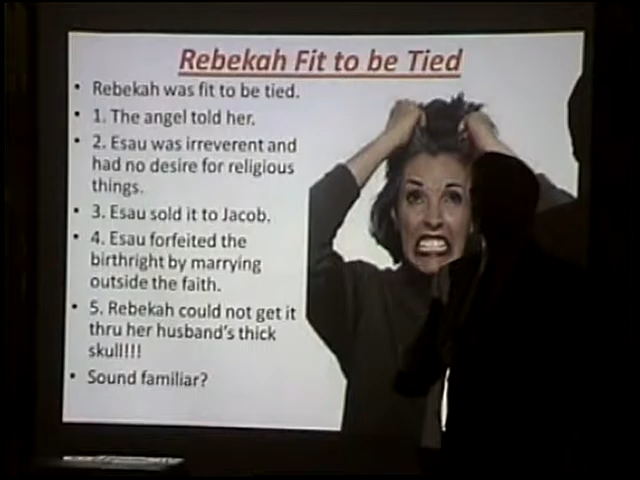 Rebekah Fit to be Tied
• Rebekah was fit to be tied.
• 1. The angel told her.
• 2. Esau was irreverent and
had no desire for religious
things.
• 3. Esau sold it to Jacob.
• 4. Esau forfeited the
birthright by marrying
outside the faith.
• 5. Rebekah could not get it
thru her husband's thick
skull!!!
• Sound familiar?